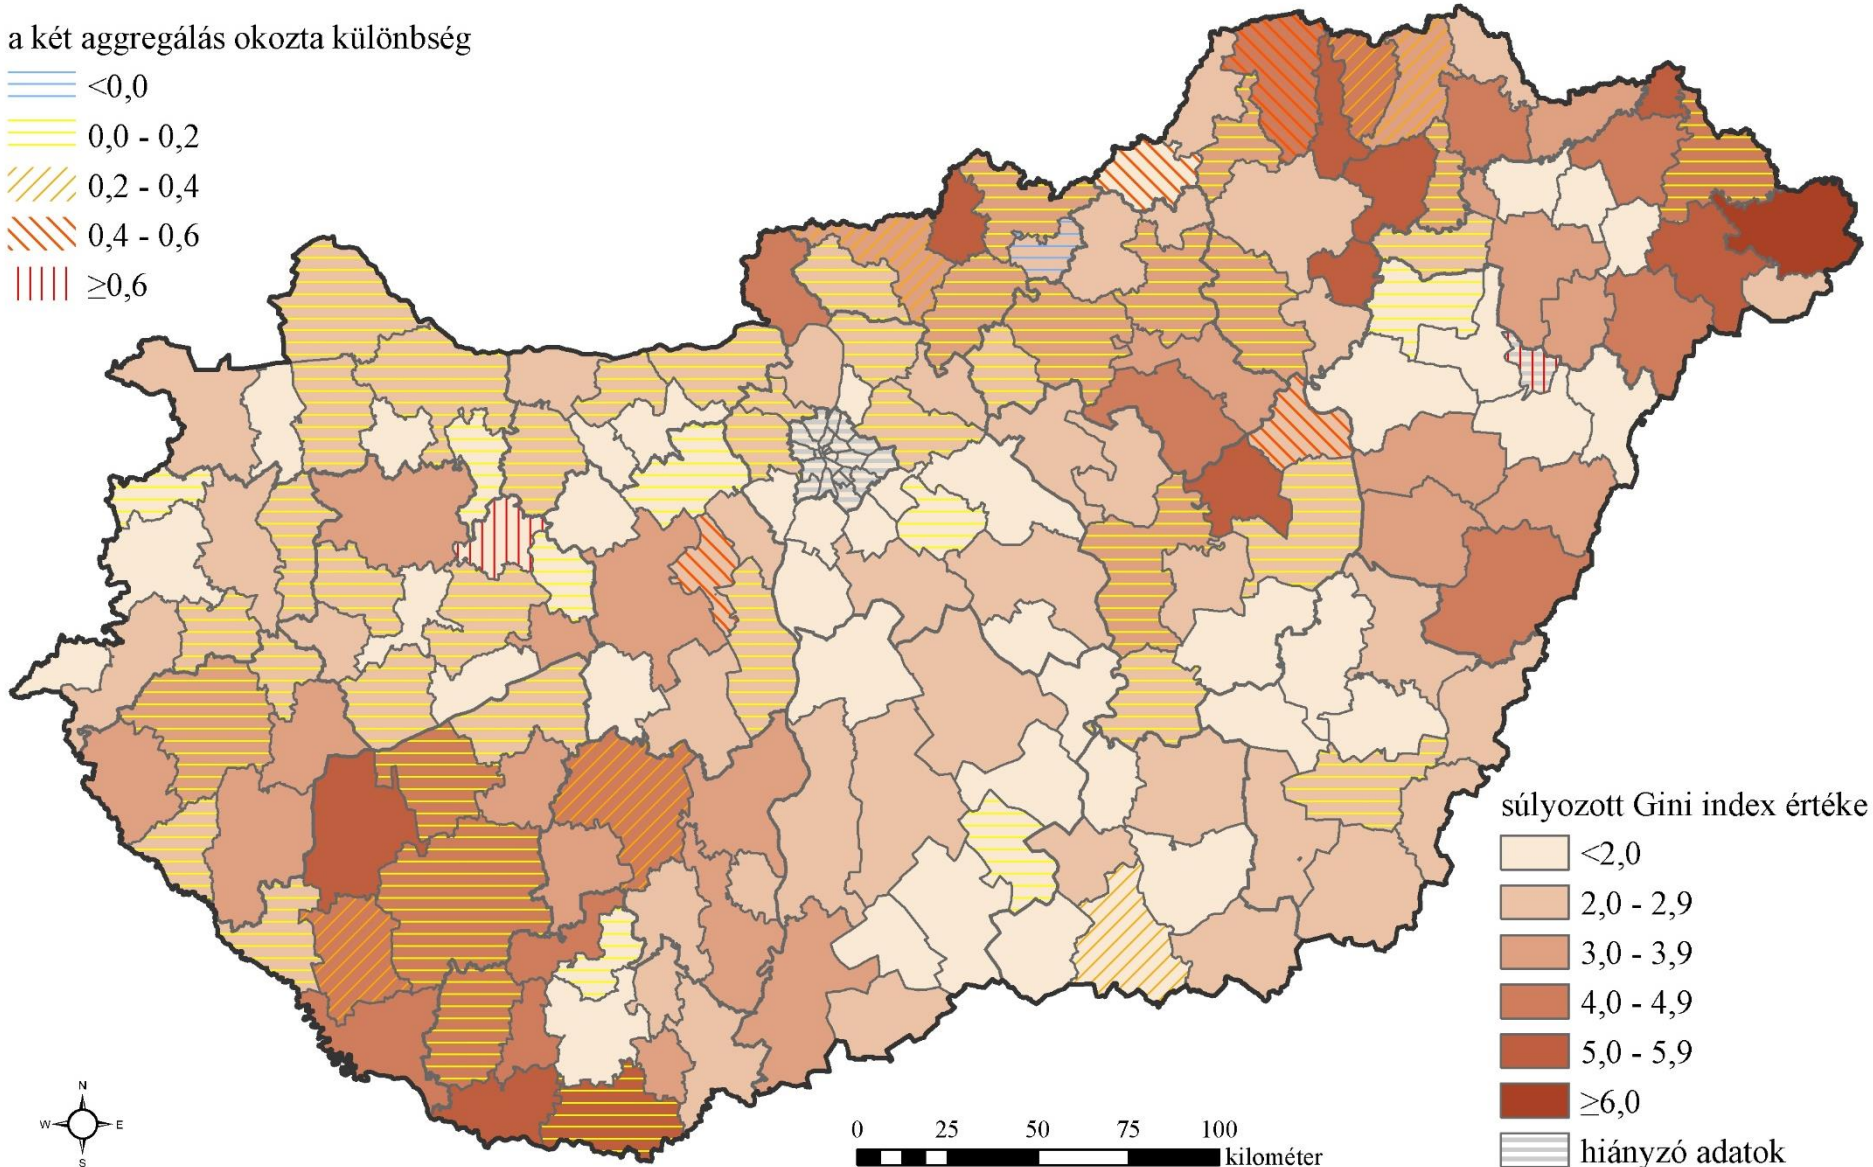 a két aggregálás okozta különbség
<0,0
0,0 - 0,2
0,2 - 0,4
0,4 - 0,6
≥0,6
súlyozott Gini index értéke
<2,0
2,0 - 2,9
3,0 - 3,9
4,0 - 4,9
5,0 - 5,9
≥6,0
hiányzó adatok
N
W E
S
0 25 50 75 100
kilométer